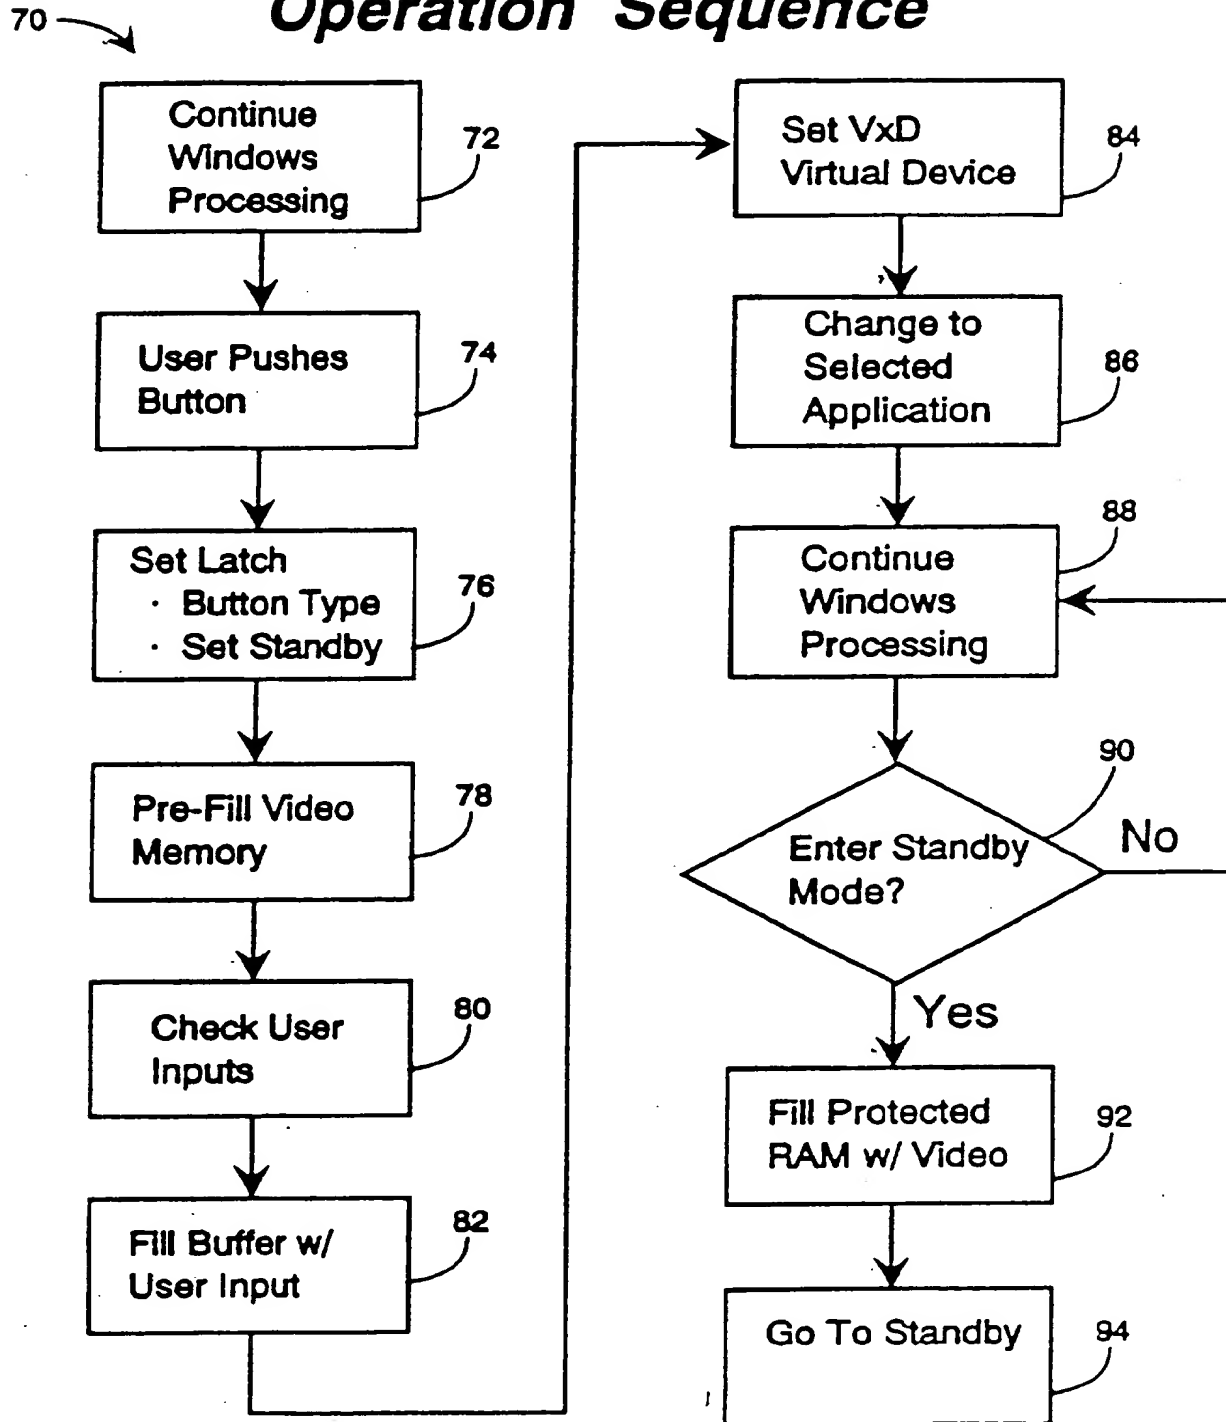 Operation Sequence
70
Continue
Windows
Processing
72
User Pushes
Button
74
Set Latch
· Button Type
· Set Standby
76
Pre-Fill Video
Memory
78
Check User
Inputs
80
Fill Buffer w/
User Input
82
Set VxD
Virtual Device
84
Change to
Selected
Application
86
Continue
Windows
Processing
88
Enter Standby
Mode?
90
No
Yes
Fill Protected
RAM w/ Video
92
Go To Standby
94